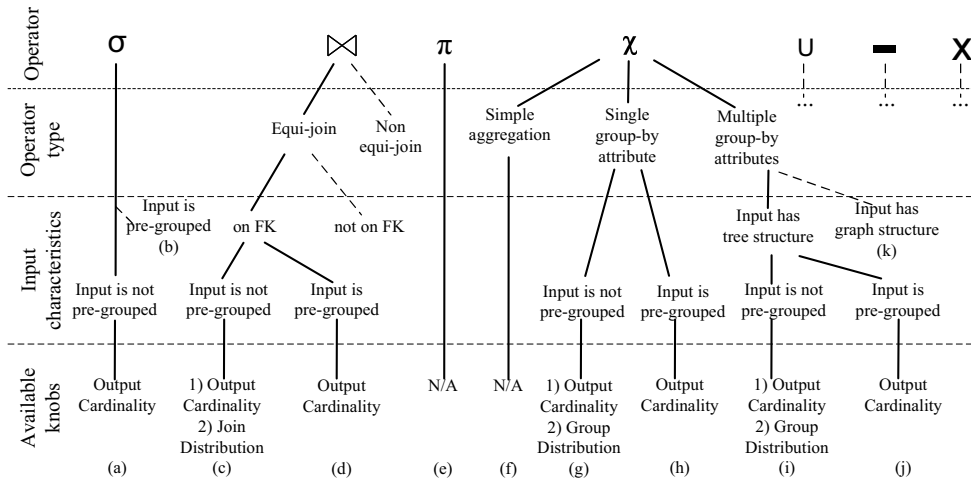 Operator
σ
⋈
π
χ
∪
−
X
...
...
...
Operator
type
Equi-join
Non
equi-join
Simple
aggregation
Single
group-by
attribute
Multiple
group-by
attributes
Input
characteristics
Input is
pre-grouped
(b)
on FK
not on FK
Input has
tree structure
Input has
graph structure
(k)
Input is not
pre-grouped
Input is not
pre-grouped
Input is
pre-grouped
Input is not
pre-grouped
Input is
pre-grouped
Input is not
pre-grouped
Input is
pre-grouped
Available
knobs
Output
Cardinality
1) Output
Cardinality
2) Join
Distribution
Output
Cardinality
N/A
N/A
1) Output
Cardinality
2) Group
Distribution
Output
Cardinality
1) Output
Cardinality
2) Group
Distribution
Output
Cardinality
(a)
(c)
(d)
(e)
(f)
(g)
(h)
(i)
(j)